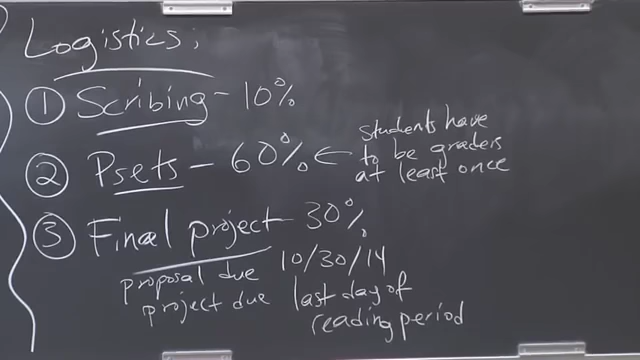 Logistics:
① Scribing - 10%
② Psets - 60% ← students have
to be graders
at least once
③ Final project - 30%
proposal due 10/30/14
project due last day of
reading period